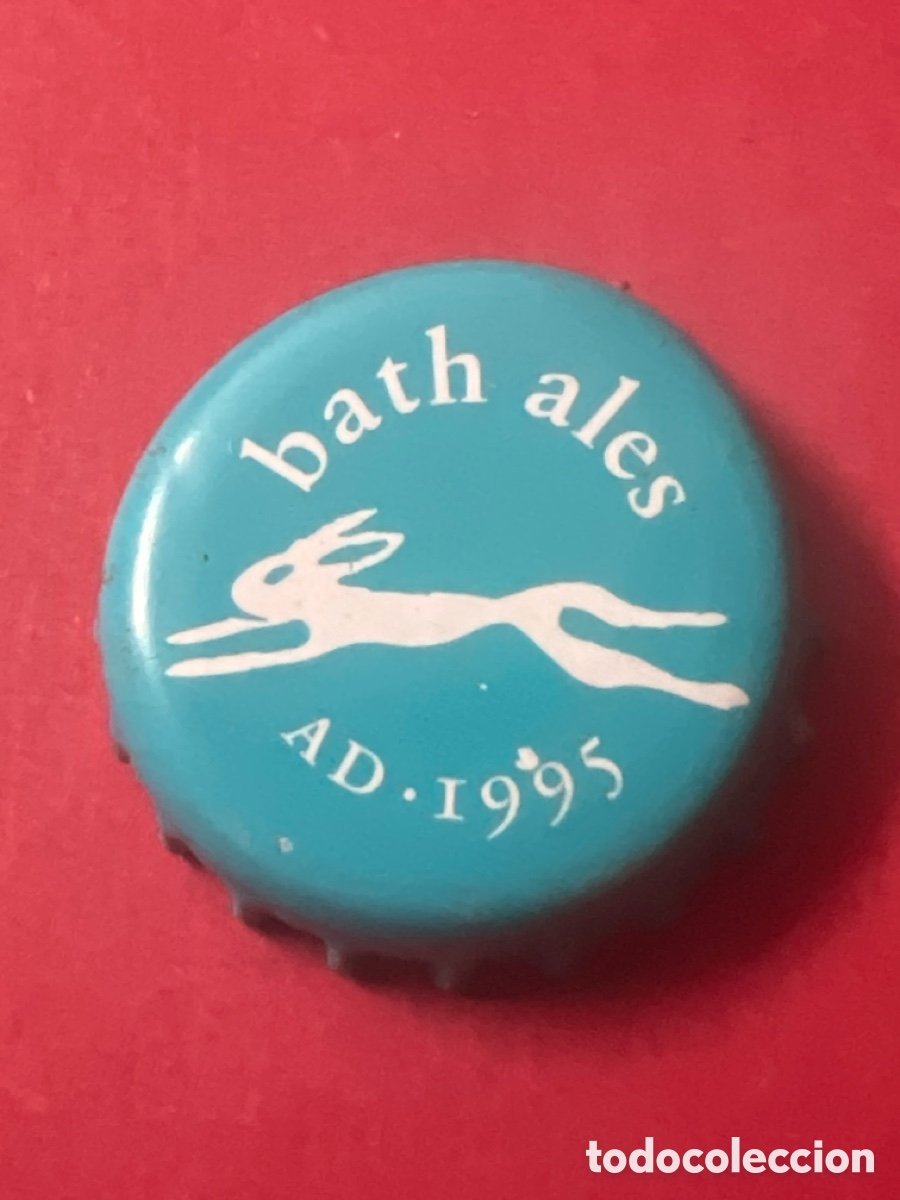 bath ales
AD·1995
todocoleccion